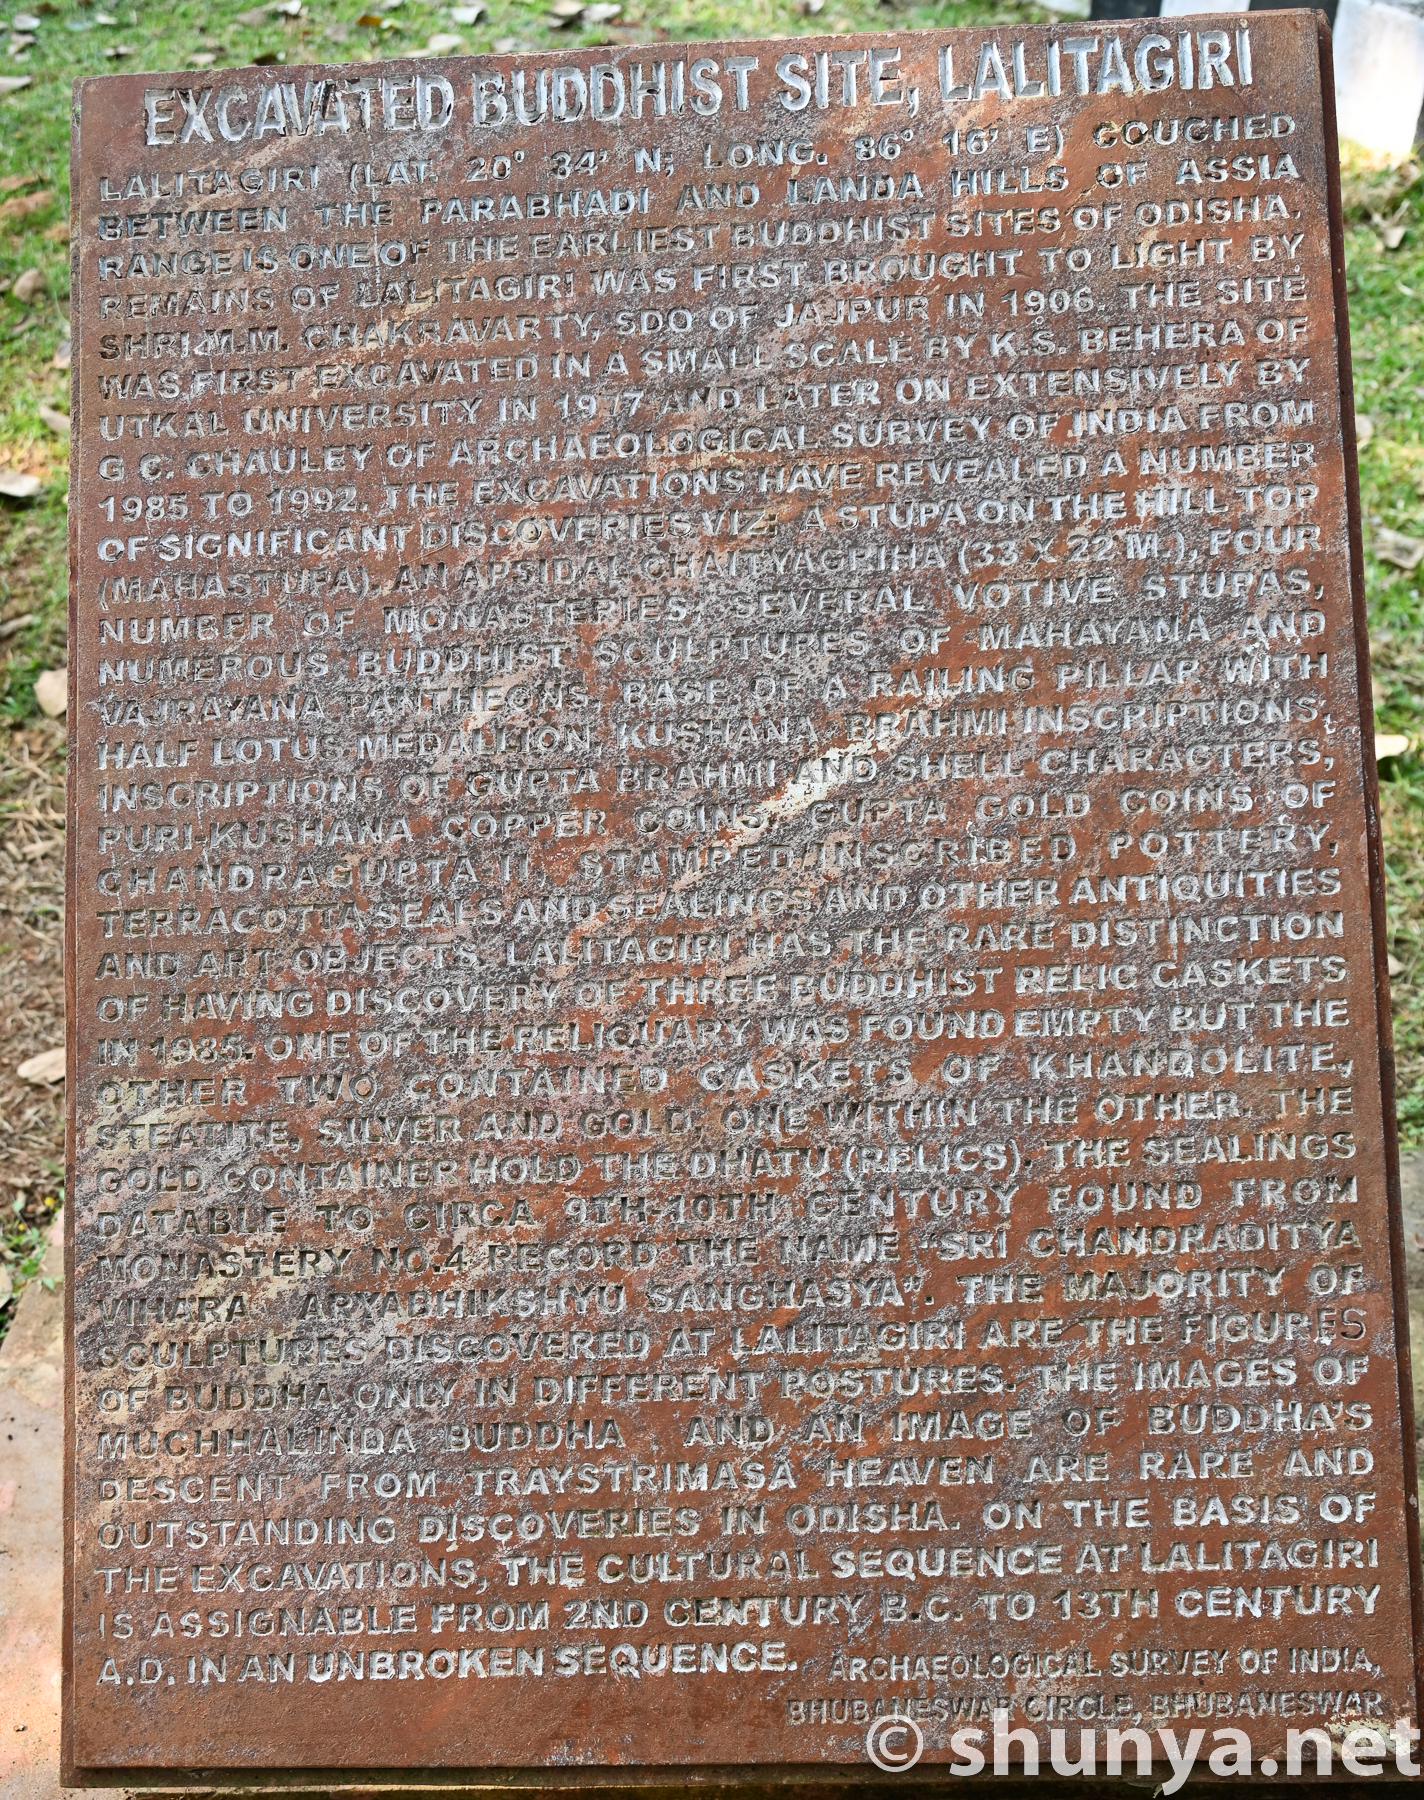 EXCAVATED BUDDHIST SITE, LALITAGIRI
LALITAGIRI (LAT. 20° 34' N; LONG. 86° 16' E) COUCHED
BETWEEN THE PARABHADI AND LANDA HILLS OF ASSIA
RANGE IS ONE OF THE EARLIEST BUDDHIST SITES OF ODISHA.
REMAINS OF LALITAGIRI WAS FIRST BROUGHT TO LIGHT BY
SHRI M.M. CHAKRAVARTY, SDO OF JAJPUR IN 1906. THE SITE
WAS FIRST EXCAVATED IN A SMALL SCALE BY K.S. BEHERA OF
UTKAL UNIVERSITY IN 1977 AND LATER ON EXTENSIVELY BY
G C. CHAULEY OF ARCHAEOLOGICAL SURVEY OF INDIA FROM
1985 TO 1992. THE EXCAVATIONS HAVE REVEALED A NUMBER
OF SIGNIFICANT DISCOVERIES VIZ. A STUPA ON THE HILL TOP
(MAHASTUPA), AN APSIDAL CHAITYAGRIHA (33 X 22 M.), FOUR
NUMBER OF MONASTERIES, SEVERAL VOTIVE STUPAS,
NUMEROUS BUDDHIST SCULPTURES OF MAHAYANA AND
VAJRAYANA PANTHEONS, BASE OF A RAILING PILLAR WITH
HALF LOTUS MEDALLION, KUSHANA BRAHMI INSCRIPTIONS,
INSCRIPTIONS OF GUPTA BRAHMI AND SHELL CHARACTERS,
PURI-KUSHANA COPPER COINS, GUPTA GOLD COINS OF
CHANDRAGUPTA-II, STAMPED/INSCRIBED POTTERY,
TERRACOTTA SEALS AND SEALINGS AND OTHER ANTIQUITIES
AND ART OBJECTS. LALITAGIRI HAS THE RARE DISTINCTION
OF HAVING DISCOVERY OF THREE BUDDHIST RELIC CASKETS
IN 1985. ONE OF THE RELIQUARY WAS FOUND EMPTY BUT THE
OTHER TWO CONTAINED CASKETS OF KHANDOLITE,
STEATITE, SILVER AND GOLD, ONE WITHIN THE OTHER. THE
GOLD CONTAINER HOLD THE DHATU (RELICS). THE SEALINGS
DATABLE TO CIRCA 9TH-10TH CENTURY FOUND FROM
MONASTERY NO.4 RECORD THE NAME "SRI CHANDRADITYA
VIHARA ARYABHIKSHYU SANGHASYA". THE MAJORITY OF
SCULPTURES DISCOVERED AT LALITAGIRI ARE THE FIGURES
OF BUDDHA ONLY IN DIFFERENT POSTURES. THE IMAGES OF
MUCHHALINDA BUDDHA AND AN IMAGE OF BUDDHA'S
DESCENT FROM TRAYSTRIMASA HEAVEN ARE RARE AND
OUTSTANDING DISCOVERIES IN ODISHA. ON THE BASIS OF
THE EXCAVATIONS, THE CULTURAL SEQUENCE AT LALITAGIRI
IS ASSIGNABLE FROM 2ND CENTURY B.C. TO 13TH CENTURY
A.D. IN AN UNBROKEN SEQUENCE.
ARCHAEOLOGICAL SURVEY OF INDIA,
BHUBANESWAR CIRCLE, BHUBANESWAR
© shunya.net